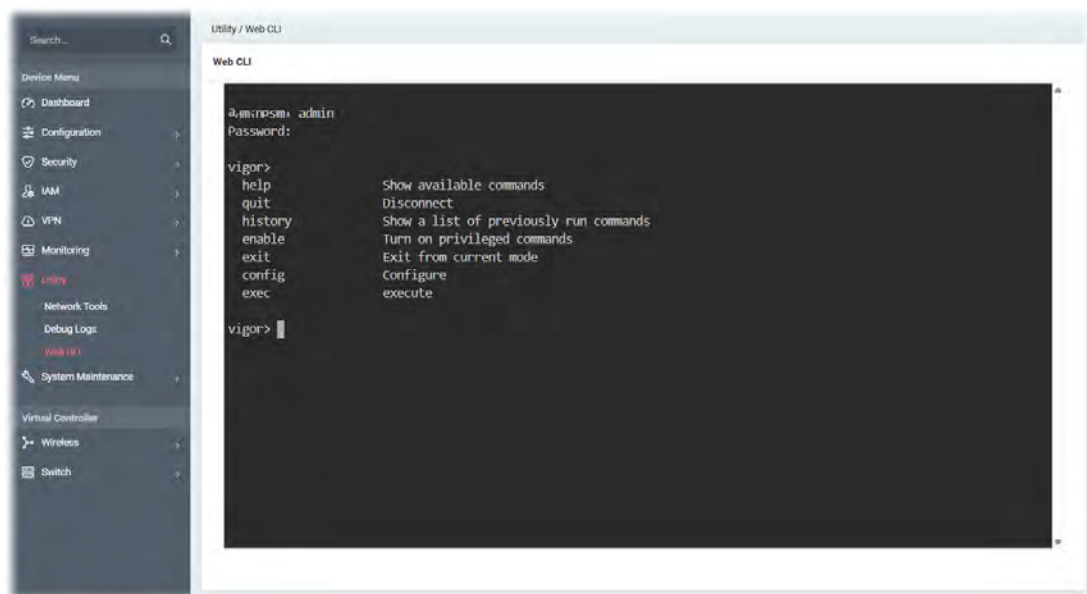 Search...
Device Menu
Dashboard
Configuration
Security
IAM
VPN
Monitoring
Utility
Network Tools
Debug Logs
Web CLI
System Maintenance
Virtual Controller
Wireless
Switch
Utility / Web CLI
Web CLI
admin
Password:
vigor>
help Show available commands
quit Disconnect
history Show a list of previously run commands
enable Turn on privileged commands
exit Exit from current mode
config Configure
exec execute
vigor>